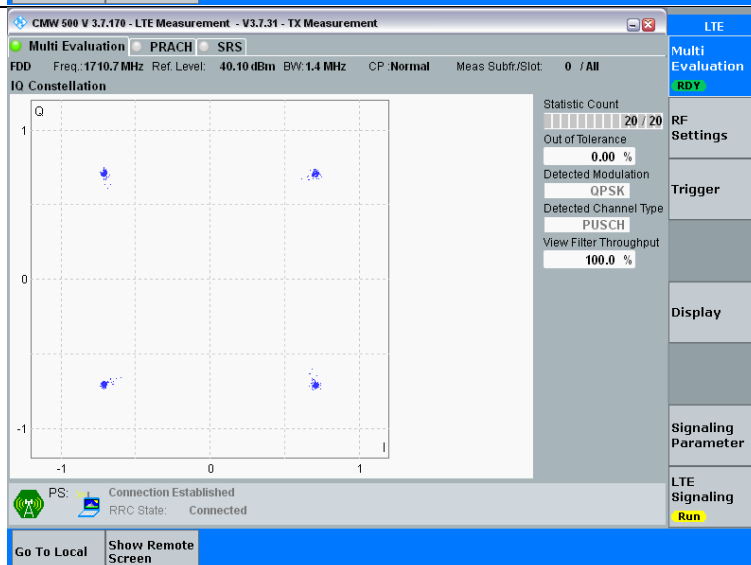 CMW 500 V 3.7.170 - LTE Measurement - V3.7.31 - TX Measurement
Multi Evaluation PRACH SRS
FDD Freq.:1710.7 MHz Ref. Level: 40.10 dBm BW:1.4 MHz CP :Normal Meas Subfr./Slot: 0 / All
IQ Constellation
Q
1
0
-1
-1 0 1
I
Statistic Count
20 / 20
Out of Tolerance
0.00 %
Detected Modulation
QPSK
Detected Channel Type
PUSCH
View Filter Throughput
100.0 %
PS: Connection Established
RRC State: Connected
LTE
Multi
Evaluation
RDY
RF
Settings
Trigger
Display
Signaling
Parameter
LTE
Signaling
Run
Go To Local
Show Remote
Screen